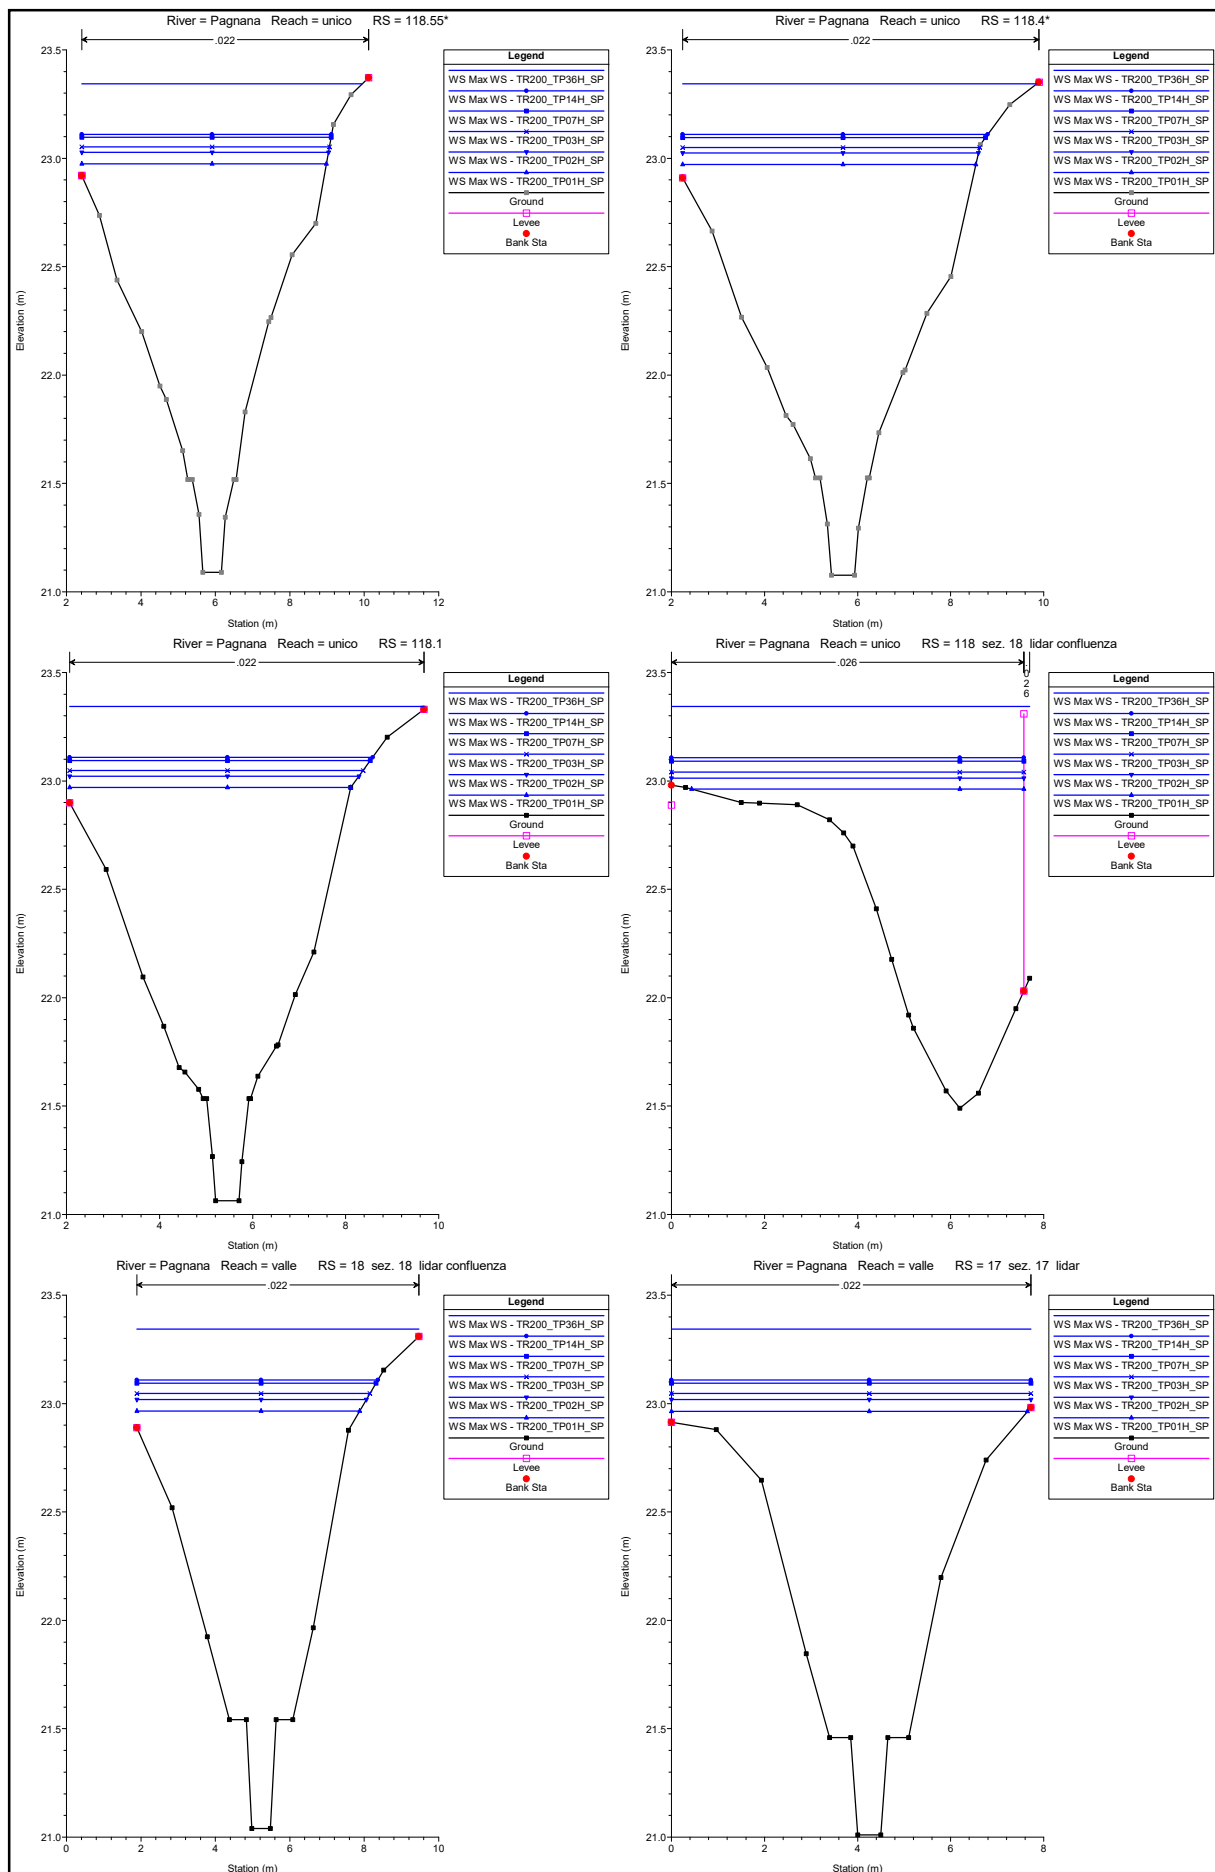 River = Pagnana Reach = unico RS = 118.55*
.022
Legend
WS Max WS - TR200_TP36H_SP
WS Max WS - TR200_TP14H_SP
WS Max WS - TR200_TP07H_SP
WS Max WS - TR200_TP03H_SP
WS Max WS - TR200_TP02H_SP
WS Max WS - TR200_TP01H_SP
Ground
Levee
Bank Sta
23.5
23.0
22.5
22.0
21.5
21.0
Elevation (m)
2 4 6 8 10 12
Station (m)
River = Pagnana Reach = unico RS = 118.4*
.022
Legend
WS Max WS - TR200_TP36H_SP
WS Max WS - TR200_TP14H_SP
WS Max WS - TR200_TP07H_SP
WS Max WS - TR200_TP03H_SP
WS Max WS - TR200_TP02H_SP
WS Max WS - TR200_TP01H_SP
Ground
Levee
Bank Sta
23.5
23.0
22.5
22.0
21.5
21.0
Elevation (m)
2 4 6 8 10
Station (m)
River = Pagnana Reach = unico RS = 118.1
.022
Legend
WS Max WS - TR200_TP36H_SP
WS Max WS - TR200_TP14H_SP
WS Max WS - TR200_TP07H_SP
WS Max WS - TR200_TP03H_SP
WS Max WS - TR200_TP02H_SP
WS Max WS - TR200_TP01H_SP
Ground
Levee
Bank Sta
23.5
23.0
22.5
22.0
21.5
21.0
Elevation (m)
2 4 6 8 10
Station (m)
River = Pagnana Reach = unico RS = 118 sez. 18 lidar confluenza
.026
.026
Legend
WS Max WS - TR200_TP36H_SP
WS Max WS - TR200_TP14H_SP
WS Max WS - TR200_TP07H_SP
WS Max WS - TR200_TP03H_SP
WS Max WS - TR200_TP02H_SP
WS Max WS - TR200_TP01H_SP
Ground
Levee
Bank Sta
23.5
23.0
22.5
22.0
21.5
21.0
Elevation (m)
0 2 4 6 8
Station (m)
River = Pagnana Reach = valle RS = 18 sez. 18 lidar confluenza
.022
Legend
WS Max WS - TR200_TP36H_SP
WS Max WS - TR200_TP14H_SP
WS Max WS - TR200_TP07H_SP
WS Max WS - TR200_TP03H_SP
WS Max WS - TR200_TP02H_SP
WS Max WS - TR200_TP01H_SP
Ground
Levee
Bank Sta
23.5
23.0
22.5
22.0
21.5
21.0
Elevation (m)
0 2 4 6 8 10
Station (m)
River = Pagnana Reach = valle RS = 17 sez. 17 lidar
.022
Legend
WS Max WS - TR200_TP36H_SP
WS Max WS - TR200_TP14H_SP
WS Max WS - TR200_TP07H_SP
WS Max WS - TR200_TP03H_SP
WS Max WS - TR200_TP02H_SP
WS Max WS - TR200_TP01H_SP
Ground
Levee
Bank Sta
23.5
23.0
22.5
22.0
21.5
21.0
Elevation (m)
0 2 4 6 8
Station (m)